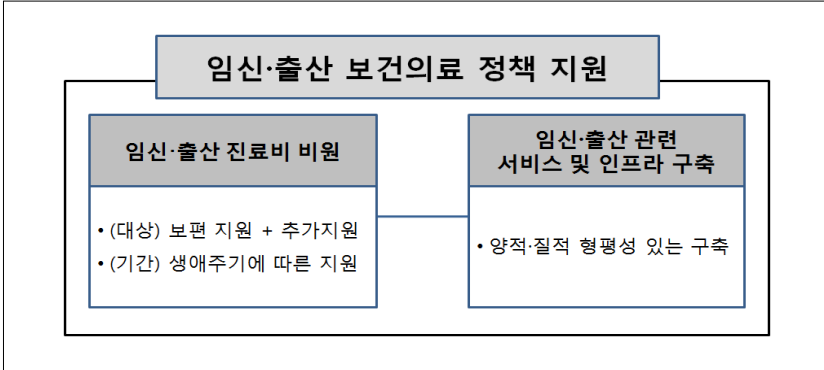 임신·출산 보건의료 정책 지원
임신·출산 진료비 비원
• (대상) 보편 지원 + 추가지원
• (기간) 생애주기에 따른 지원
임신·출산 관련
서비스 및 인프라 구축
• 양적·질적 형평성 있는 구축